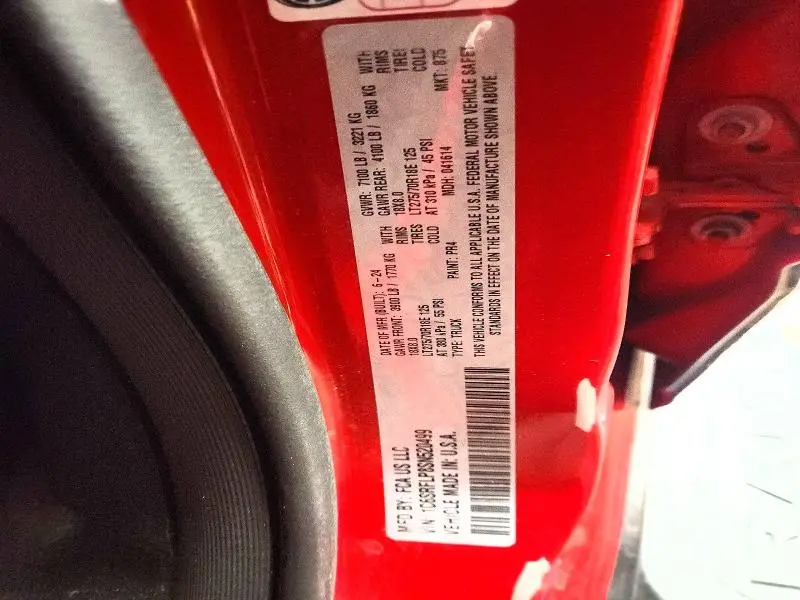 MFD BY: FCA US LLC
DATE OF MFR (BUILT): 6-24
GVWR: 7100 LB / 3221 KG
GAWR FRONT: 3900 LB / 1770 KG WITH
GAWR REAR: 4100 LB / 1860 KG WITH
18X8.0 RIMS
18X8.0 RIMS
LT275/70R18E 125 TIRES
LT275/70R18E 125 TIRES
AT 380 kPa / 55 PSI COLD
AT 310 kPa / 45 PSI COLD
VIN: 1C6SRFLP8SN620499
TYPE: TRUCK
PAINT: PR4
MDH: 041614
MKT: 875
VEHICLE MADE IN: U.S.A.
THIS VEHICLE CONFORMS TO ALL APPLICABLE U.S.A. FEDERAL MOTOR VEHICLE SAFET
STANDARDS IN EFFECT ON THE DATE OF MANUFACTURE SHOWN ABOVE.